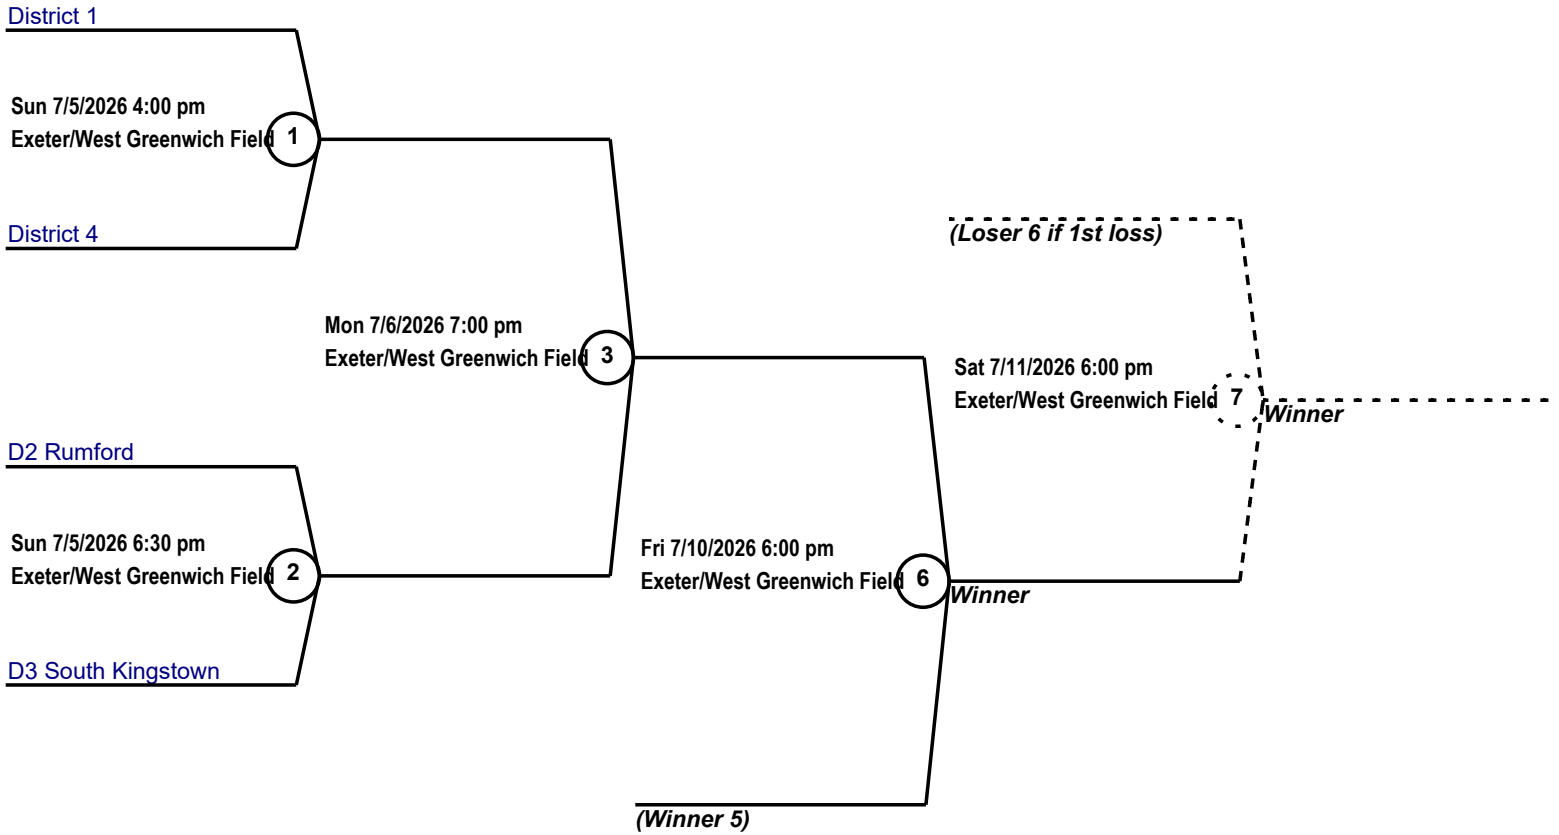 District 1
Sun 7/5/2026 4:00 pm
Exeter/West Greenwich Field
1
District 4
(Loser 6 if 1st loss)
Mon 7/6/2026 7:00 pm
Exeter/West Greenwich Field
3
Sat 7/11/2026 6:00 pm
Exeter/West Greenwich Field
7
Winner
D2 Rumford
Sun 7/5/2026 6:30 pm
Exeter/West Greenwich Field
2
Fri 7/10/2026 6:00 pm
Exeter/West Greenwich Field
6
Winner
D3 South Kingstown
(Winner 5)